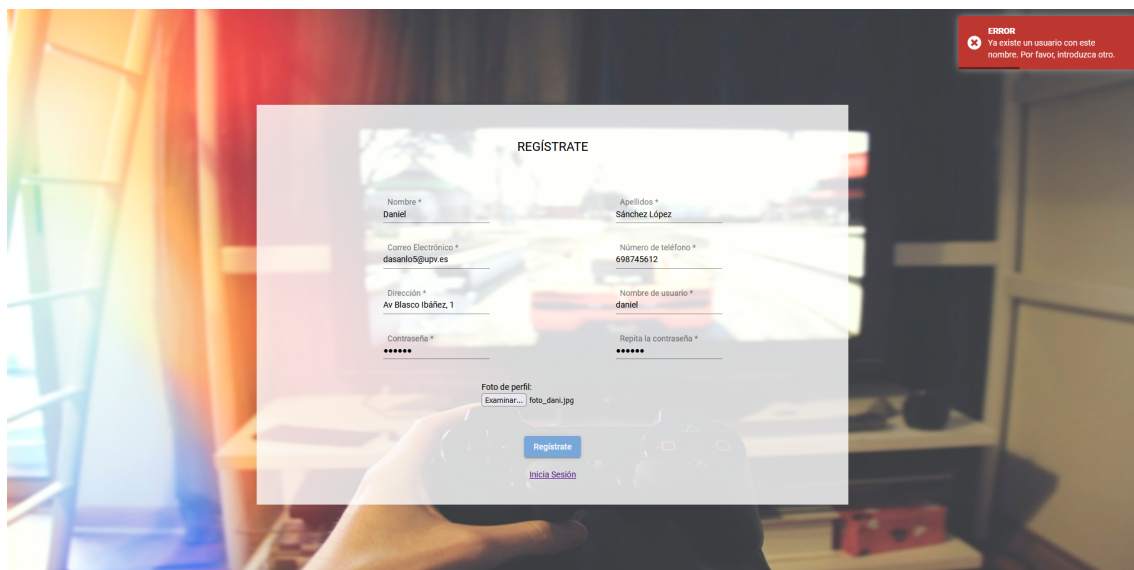 ERROR
Ya existe un usuario con este
nombre. Por favor, introduzca otro.
REGÍSTRATE
Nombre *
Daniel
Apellidos *
Sánchez López
Correo Electrónico *
dasanlo5@upv.es
Número de teléfono *
698745612
Dirección *
Av Blasco Ibáñez, 1
Nombre de usuario *
daniel
Contraseña *
●●●●●●
Repita la contraseña *
●●●●●●
Foto de perfil:
Examinar... foto_dani.jpg
Regístrate
Inicia Sesión